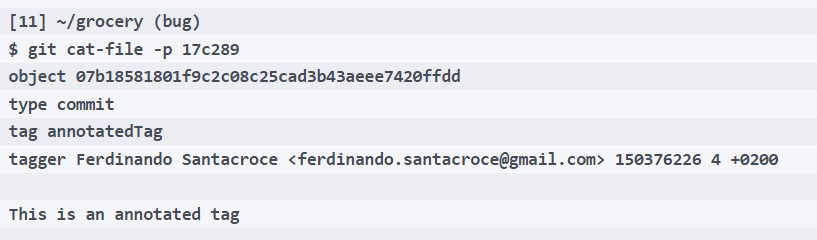 [11] ~/grocery (bug)
$ git cat-file -p 17c289
object 07b18581801f9c2c08c25cad3b43aeee7420ffdd
type commit
tag annotatedTag
tagger Ferdinando Santacroce <ferdinando.santacroce@gmail.com> 150376226 4 +0200
This is an annotated tag